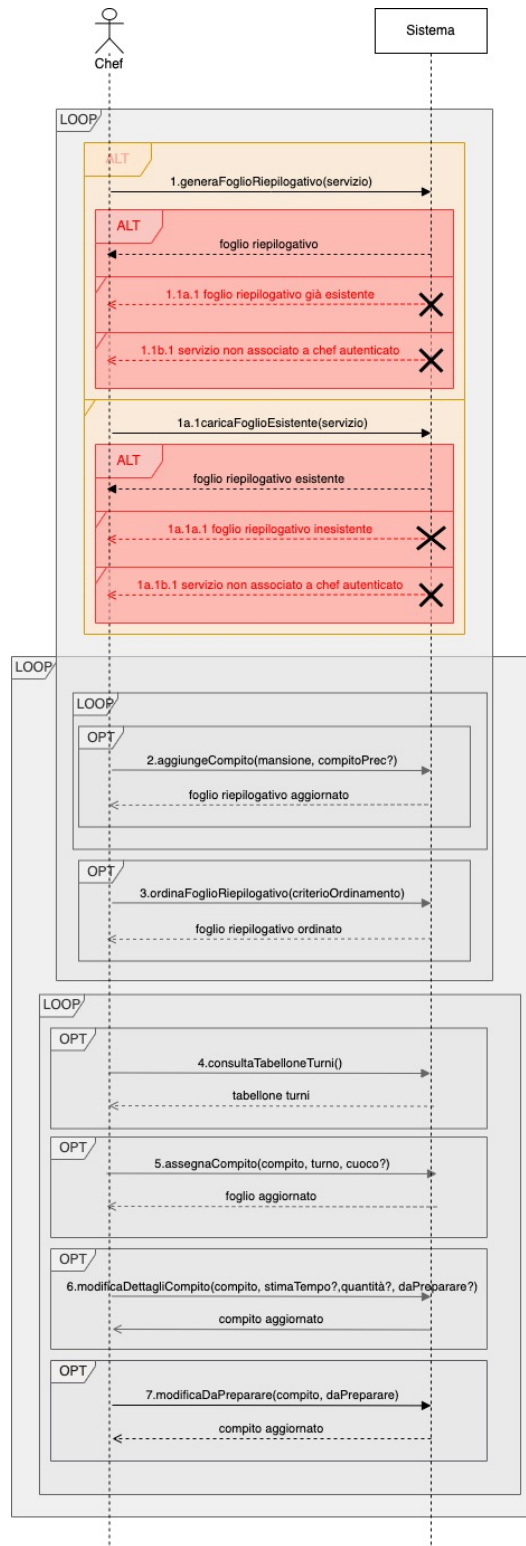 Sistema
Chef
LOOP
ALT
1.generaFoglioRiepilogativo(servizio)
ALT
foglio riepilogativo
1.1a.1 foglio riepilogativo già esistente
1.1b.1 servizio non associato a chef autenticato
1a.1caricaFoglioEsistente(servizio)
ALT
foglio riepilogativo esistente
1a.1a.1 foglio riepilogativo inesistente
1a.1b.1 servizio non associato a chef autenticato
LOOP
LOOP
OPT
2.aggiungeCompito(mansione, compitoPrec?)
foglio riepilogativo aggiornato
OPT
3.ordinaFoglioRiepilogativo(criterioOrdinamento)
foglio riepilogativo ordinato
LOOP
OPT
4.consultaTabelloneTurni()
tabellone turni
OPT
5.assegnaCompito(compito, turno, cuoco?)
foglio aggiornato
OPT
6.modificaDettagliCompito(compito, stimaTempo?,quantità?, daPreparare?)
compito aggiornato
OPT
7.modificaDaPreparare(compito, daPreparare)
compito aggiornato